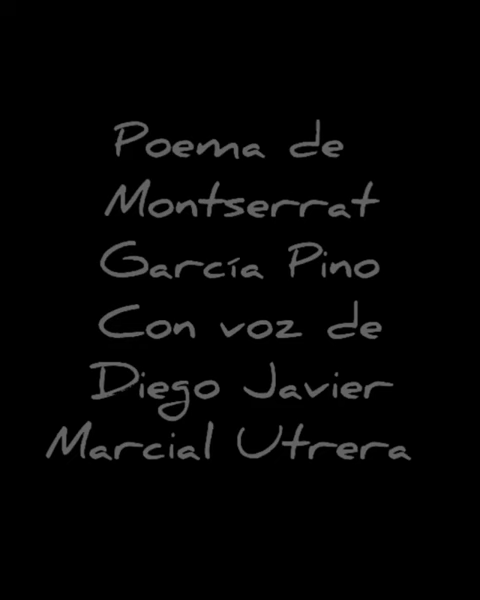 Poema de
Montserrat
García Pino
Con voz de
Diego Javier
Marcial Utrera